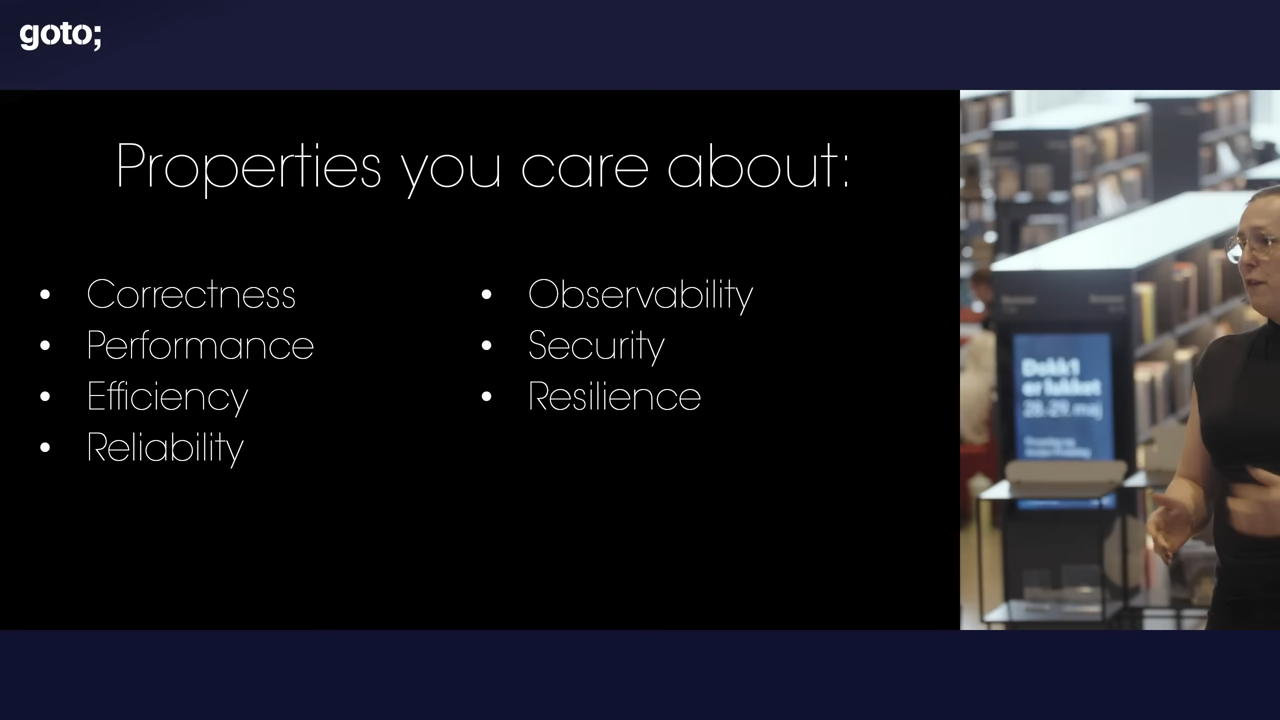 goto;
Properties you care about:
• Correctness
• Performance
• Efficiency
• Reliability
• Observability
• Security
• Resilience
Dokk1
er lukket
28.-29. maj